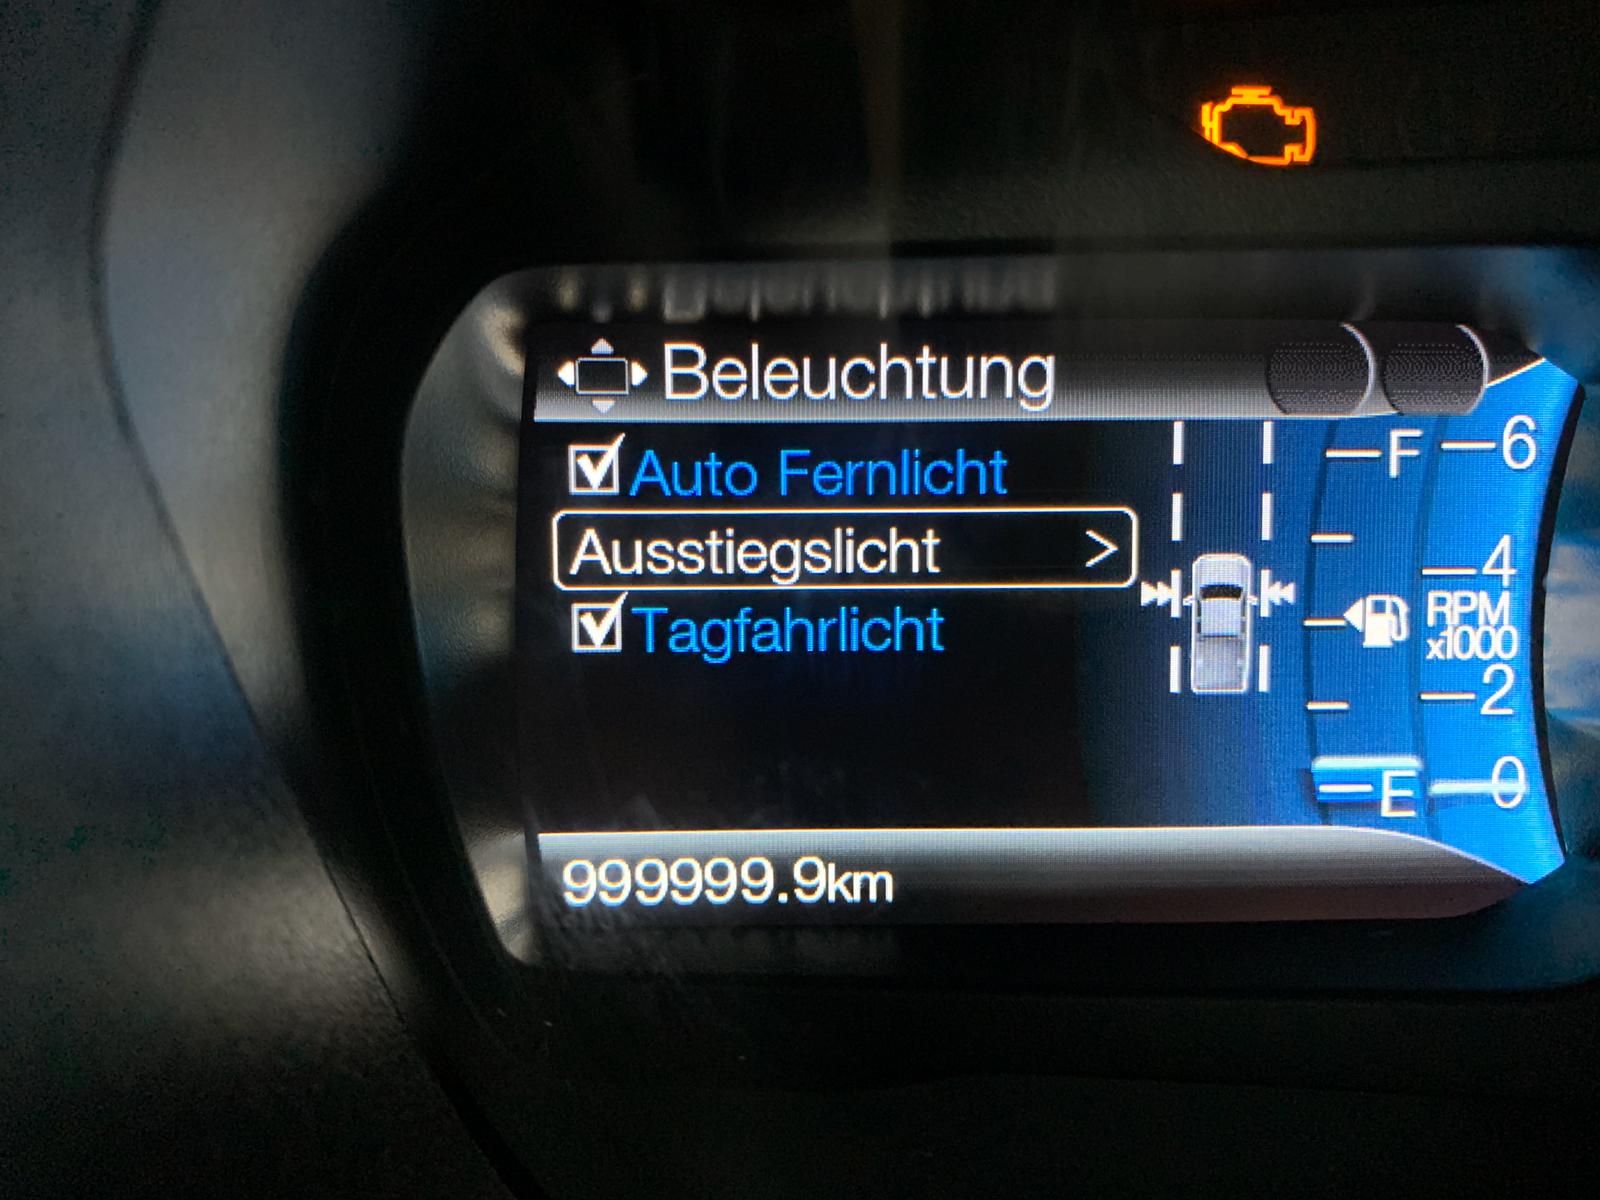 Beleuchtung
Auto Fernlicht
Ausstiegslicht >
Tagfahrlicht
F
6
4
RPM
x1000
2
E
0
999999.9km